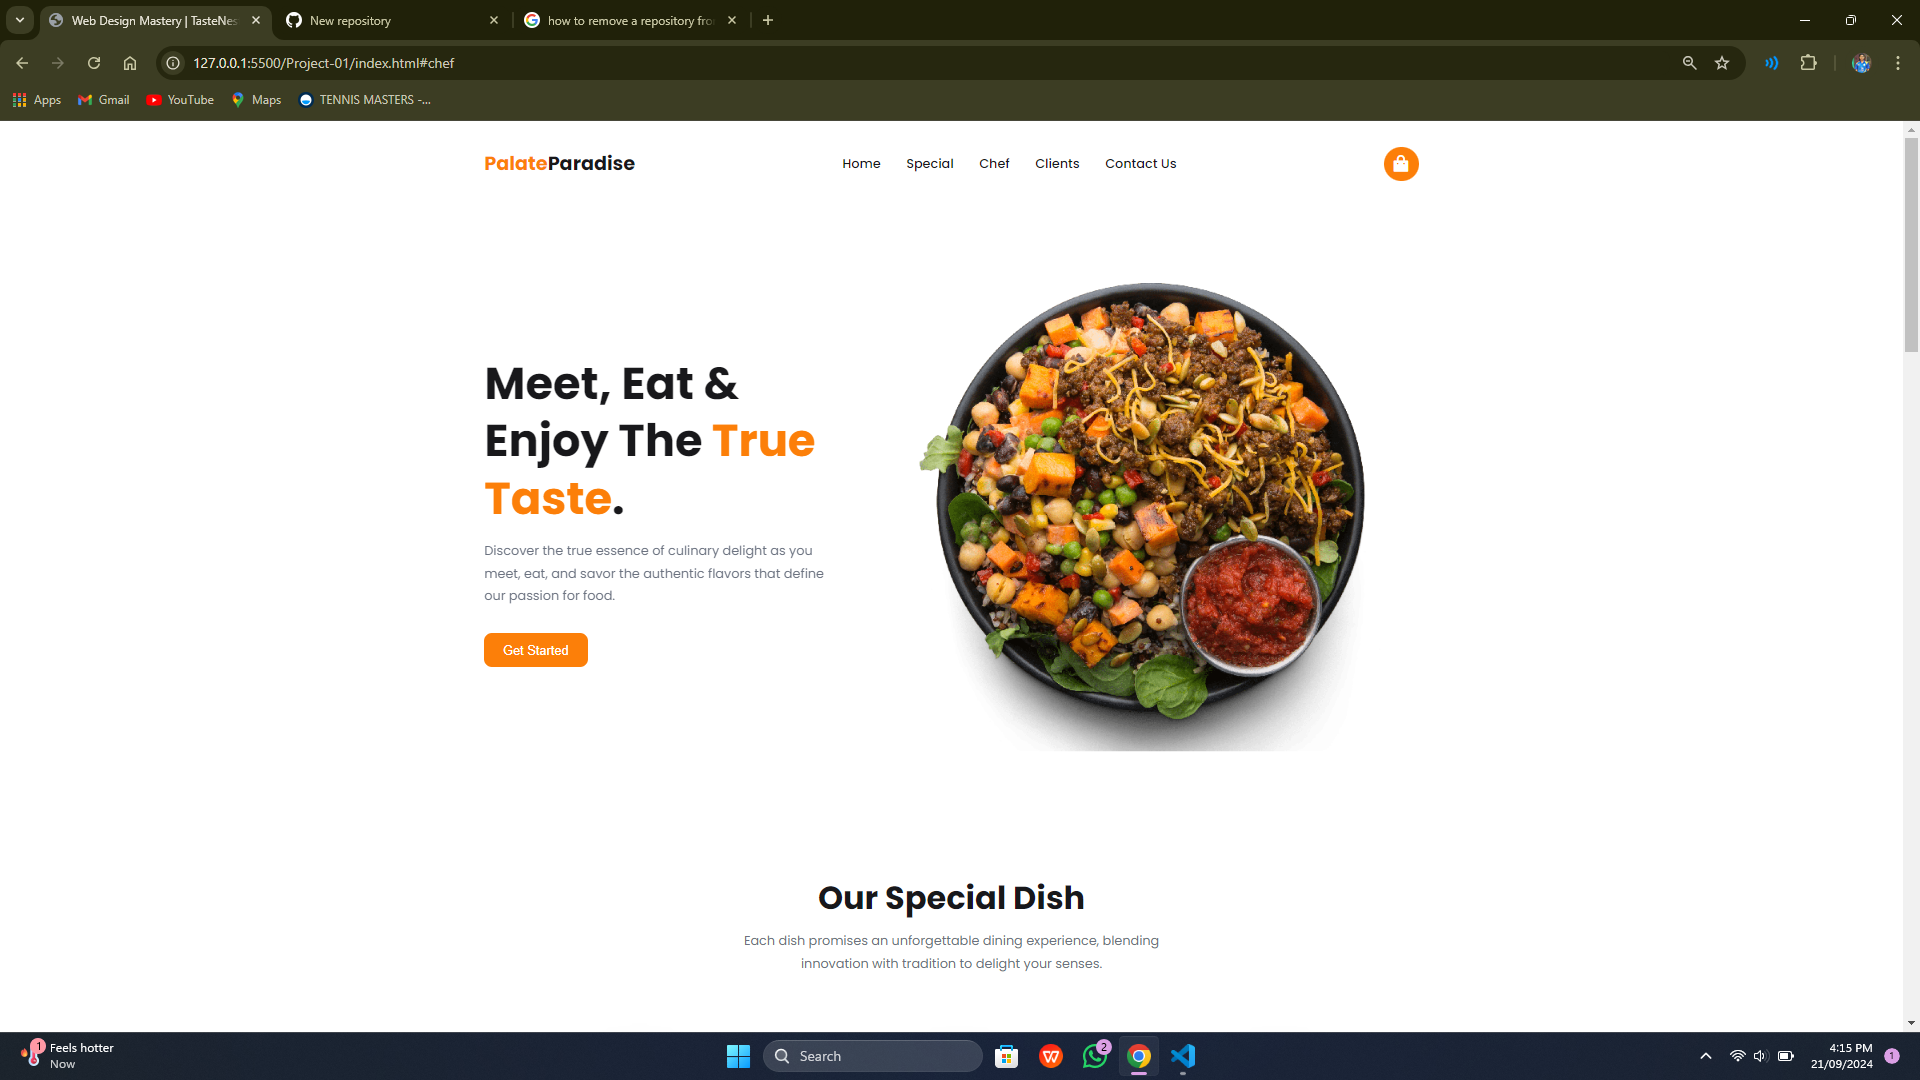 Web Design Mastery | TasteNes
New repository
how to remove a repository fro
127.0.0.1:5500/Project-01/index.html#chef
Apps
Gmail
YouTube
Maps
TENNIS MASTERS -...
PalateParadise
Home
Special
Chef
Clients
Contact Us
Meet, Eat &
Enjoy The True
Taste.
Discover the true essence of culinary delight as you
meet, eat, and savor the authentic flavors that define
our passion for food.
Get Started
Our Special Dish
Each dish promises an unforgettable dining experience, blending
innovation with tradition to delight your senses.
1
Feels hotter
Now
Search
2
4:15 PM
21/09/2024
1